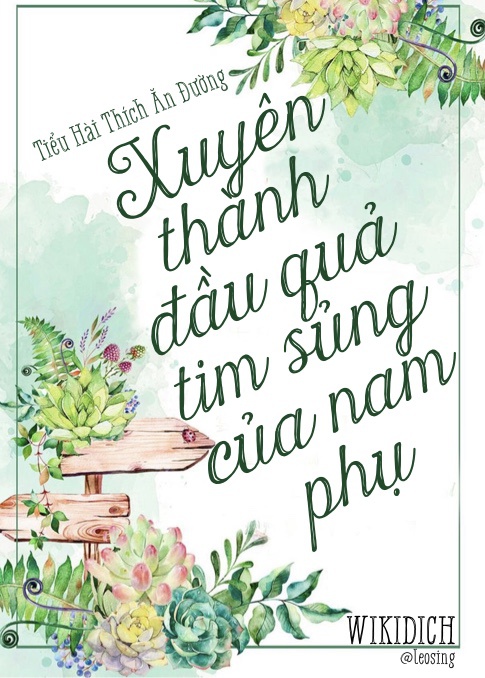 Tiểu Hài Thích Ăn Đường
Xuyên
thành
đầu quả
tim sủng
của nam
phụ
WIKIDICH
@leosing